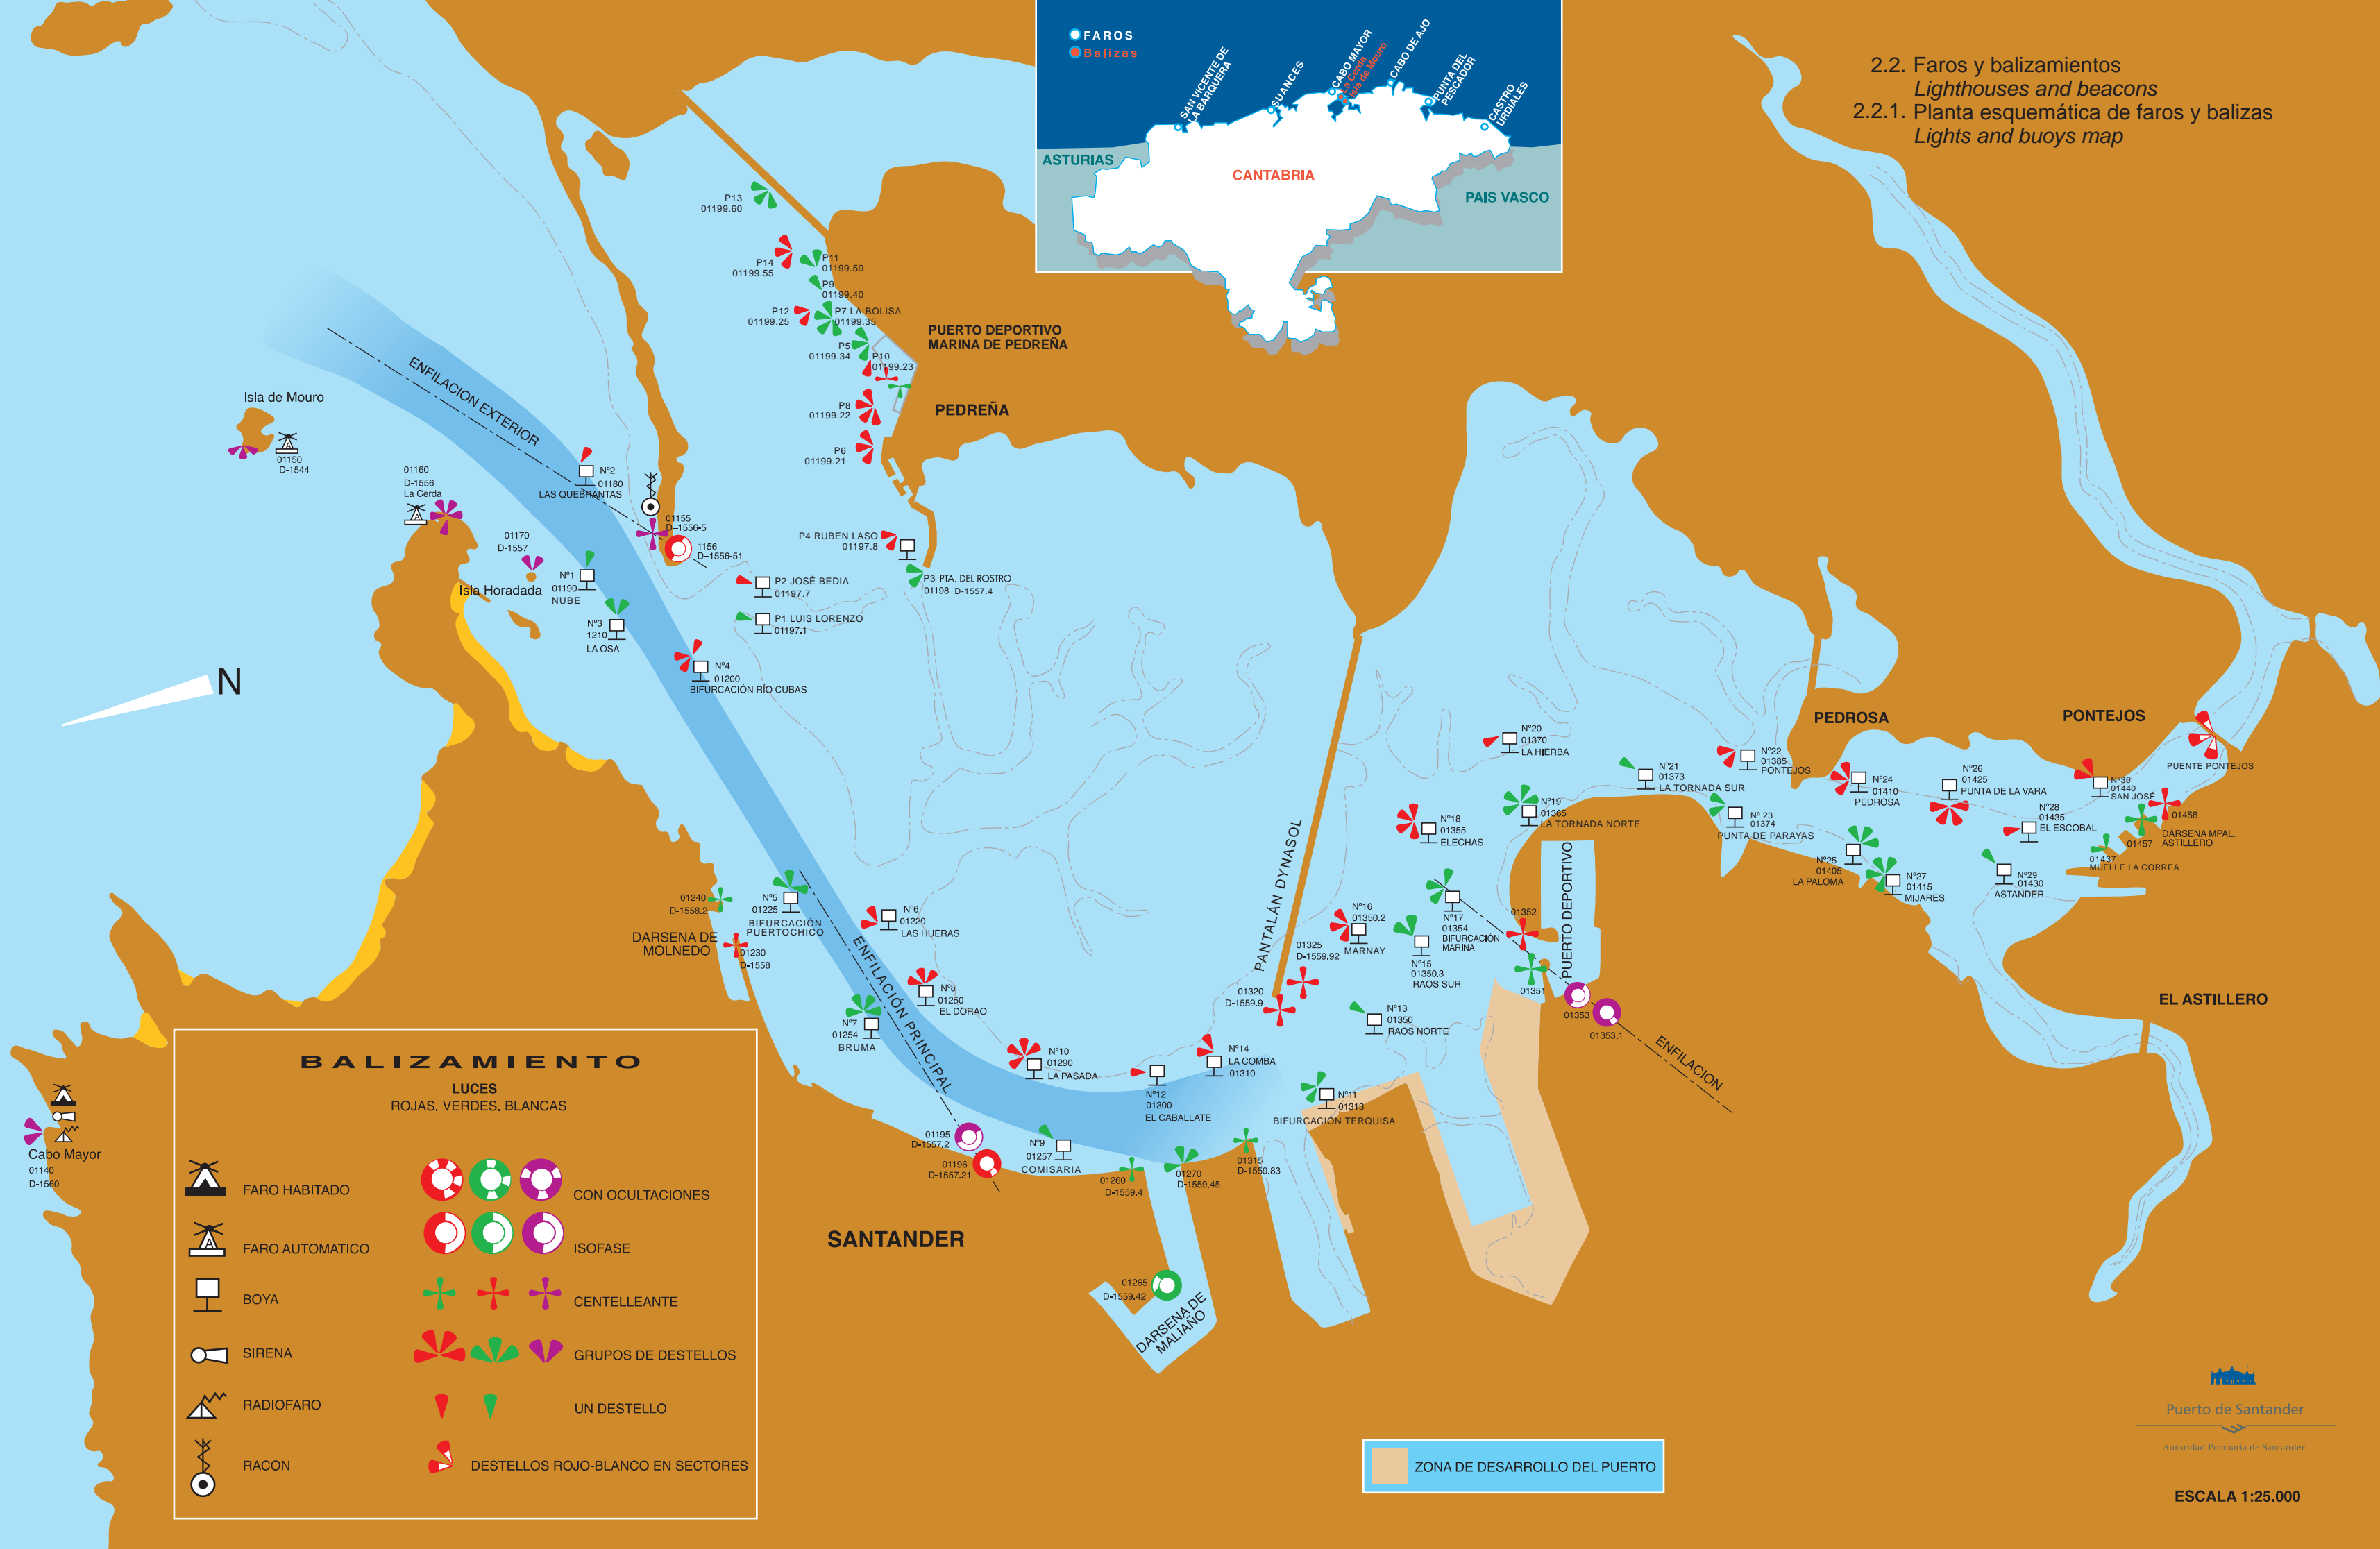 2.2. Faros y balizamientos
Lighthouses and beacons
2.2.1. Planta esquemática de faros y balizas
Lights and buoys map
FAROS
Balizas
SAN VICENTE DE
LA BARQUERA
SUANCES
CABO MAYOR
La Cerda
Isla de Mouro
CABO DE AJO
PUNTA DEL
PESCADOR
CASTRO
URDIALES
ASTURIAS
CANTABRIA
PAIS VASCO
P13
01199.60
P14
01199.55
P11
01199.50
P9
01199.40
P12
01199.25
P7 LA BOLISA
01199.35
P5
01199.34
P10
01199.23
P8
01199.22
P6
01199.21
PUERTO DEPORTIVO
MARINA DE PEDREÑA
PEDREÑA
ENFILACION EXTERIOR
Isla de Mouro
01150
D-1544
01160
D-1556
La Cerda
Nº2
01180
LAS QUEBRANTAS
01155
D-1556-5
1156
D-1556-51
01170
D-1557
Isla Horadada
Nº1
01190
NUBE
Nº3
1210
LA OSA
P4 RUBEN LASO
01197.8
P3 PTA. DEL ROSTRO
01198 D-1557.4
P2 JOSÉ BEDIA
01197.7
P1 LUIS LORENZO
01197.1
Nº4
01200
BIFURCACIÓN RÍO CUBAS
N
01240
D-1558.2
DARSENA DE
MOLNEDO
01230
D-1558
Nº5
01225
BIFURCACIÓN
PUERTOCHICO
Nº6
01220
LAS HUERAS
ENFILACIÓN PRINCIPAL
Nº8
01250
EL DORAO
Nº7
01254
BRUMA
Nº10
01290
LA PASADA
Nº12
01300
EL CABALLATE
Nº14
LA COMBA
01310
01195
D-1557.2
01196
D-1557.21
Nº9
01257
COMISARIA
01260
D-1559.4
01270
D-1559.45
01315
D-1559.83
Nº11
01313
BIFURCACIÓN TERQUISA
01265
D-1559.42
DARSENA DE
MALIAÑO
SANTANDER
PANTALÁN DYNASOL
01325
D-1559.92
01320
D-1559.9
Nº13
01350
RAOS NORTE
Nº16
01350.2
MARNAY
Nº15
01350.3
RAOS SUR
Nº17
01354
BIFURCACIÓN
MARINA
Nº18
01355
ELECHAS
Nº20
01370
LA HIERBA
Nº19
01365
LA TORNADA NORTE
01352
01351
PUERTO DEPORTIVO
01353
01353.1
ENFILACION
Nº21
01373
LA TORNADA SUR
Nº22
01385
PONTEJOS
Nº 23
01374
PUNTA DE PARAYAS
PEDROSA
Nº24
01410
PEDROSA
Nº25
01405
LA PALOMA
Nº27
01415
MIJARES
Nº26
01425
PUNTA DE LA VARA
Nº28
01435
EL ESCOBAL
Nº29
01430
ASTANDER
PONTEJOS
Nº30
01440
SAN JOSÉ
PUENTE PONTEJOS
01458
DÁRSENA MPAL.
ASTILLERO
01457
01437
MUELLE LA CORREA
EL ASTILLERO
Cabo Mayor
01140
D-1560
BALIZAMIENTO
LUCES
ROJAS, VERDES, BLANCAS
FARO HABITADO
CON OCULTACIONES
FARO AUTOMATICO
ISOFASE
BOYA
CENTELLEANTE
SIRENA
GRUPOS DE DESTELLOS
RADIOFARO
UN DESTELLO
RACON
DESTELLOS ROJO-BLANCO EN SECTORES
ZONA DE DESARROLLO DEL PUERTO
Puerto de Santander
Autoridad Portuaria de Santander
ESCALA 1:25.000